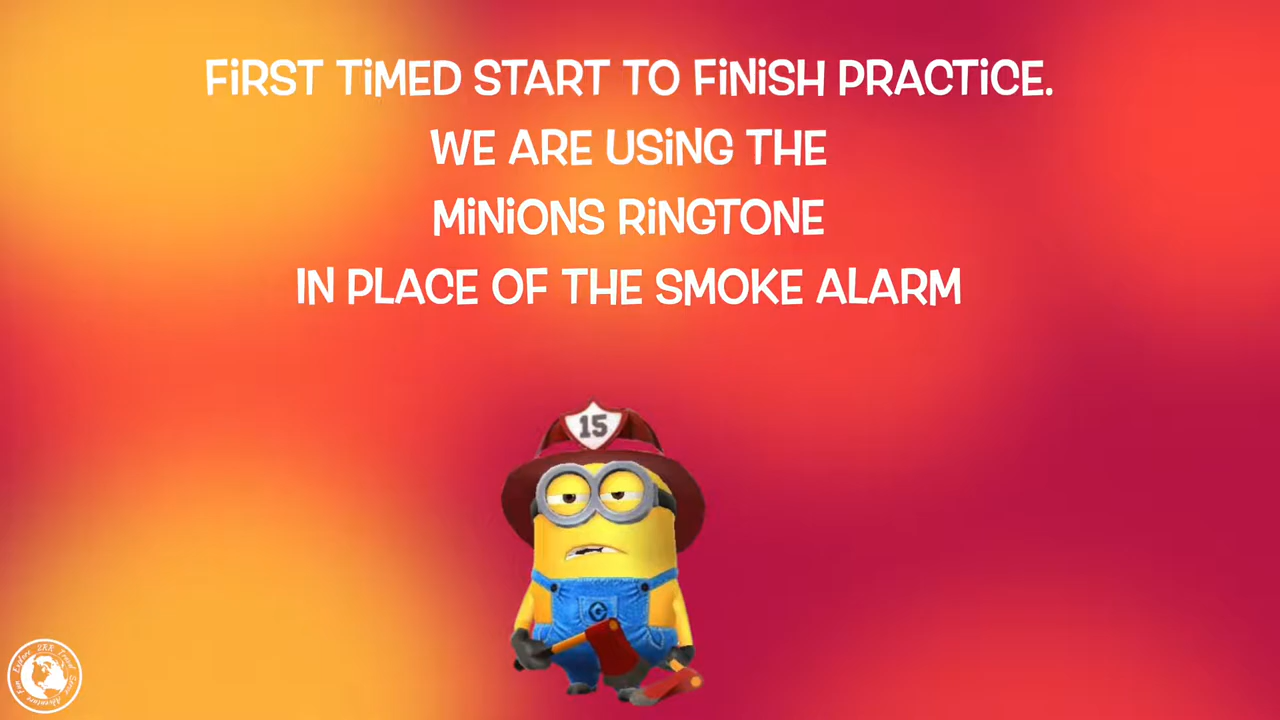 FiRST TiMED START TO FiNiSH PRACTiCE.
WE ARE USiNG THE
MiNiONS RiNGTONE
IN PLACE OF THE SMOKE ALARM
15